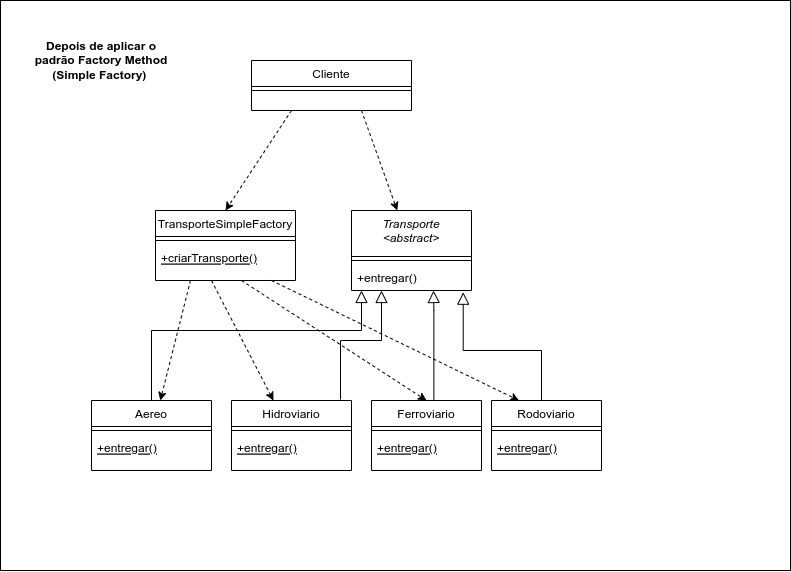 Depois de aplicar o
padrão Factory Method
(Simple Factory)
Cliente
TransporteSimpleFactory
+criarTransporte()
Transporte
<abstract>
+entregar()
Aereo
+entregar()
Hidroviario
+entregar()
Ferroviario
+entregar()
Rodoviario
+entregar()